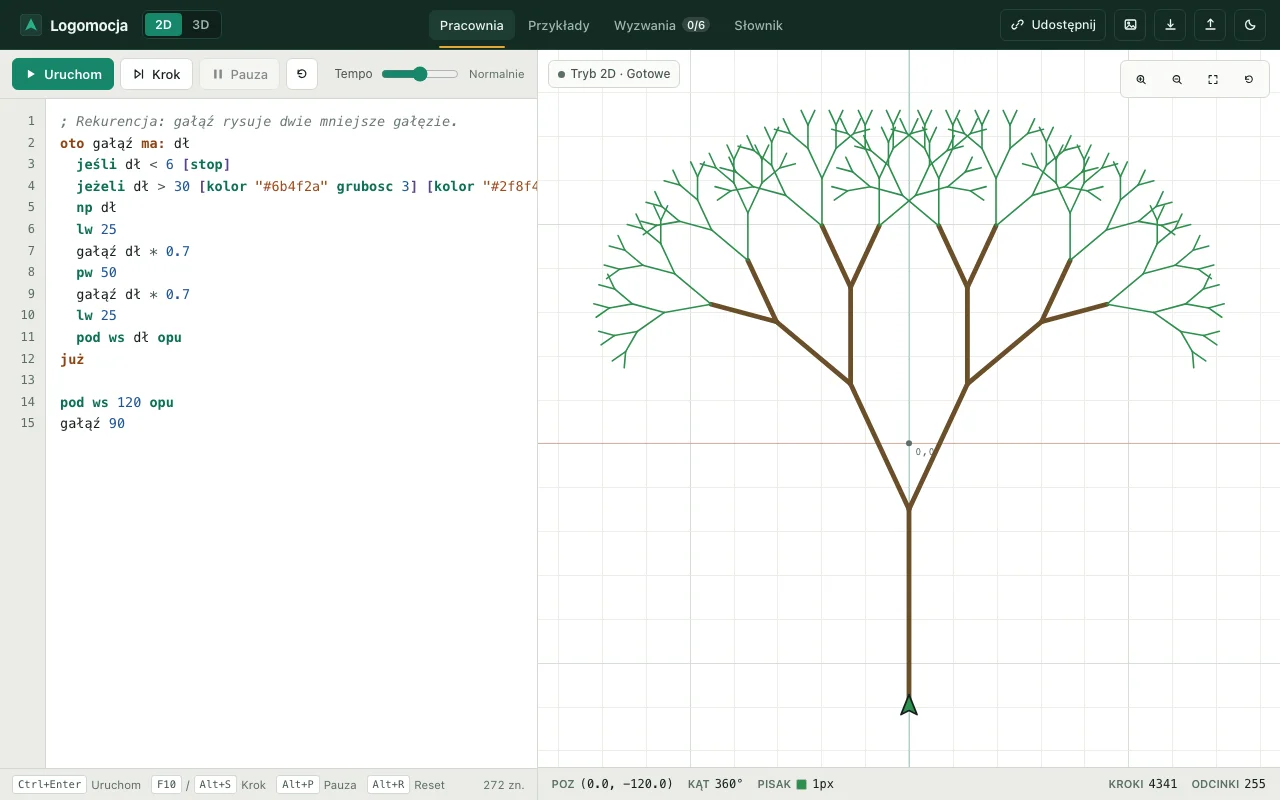 Logomocja 2D 3D Pracownia Przykłady Wyzwania 0/6 Słownik Udostępnij
Uruchom Krok Pauza Tempo Normalnie
Tryb 2D · Gotowe
1 ; Rekurencja: gałąź rysuje dwie mniejsze gałęzie.
2 oto gałąź ma: dł
3 jeśli dł < 6 [stop]
4 jeżeli dł > 30 [kolor "#6b4f2a" grubosc 3] [kolor "#2f8f4
5 np dł
6 lw 25
7 gałąź dł * 0.7
8 pw 50
9 gałąź dł * 0.7
10 lw 25
11 pod ws dł opu
12 już
13
14 pod ws 120 opu
15 gałąź 90
0,0
Ctrl+Enter Uruchom F10 / Alt+S Krok Alt+P Pauza Alt+R Reset 272 zn.
POZ (0.0, −120.0) KĄT 360° PISAK 1px KROKI 4341 ODCINKI 255